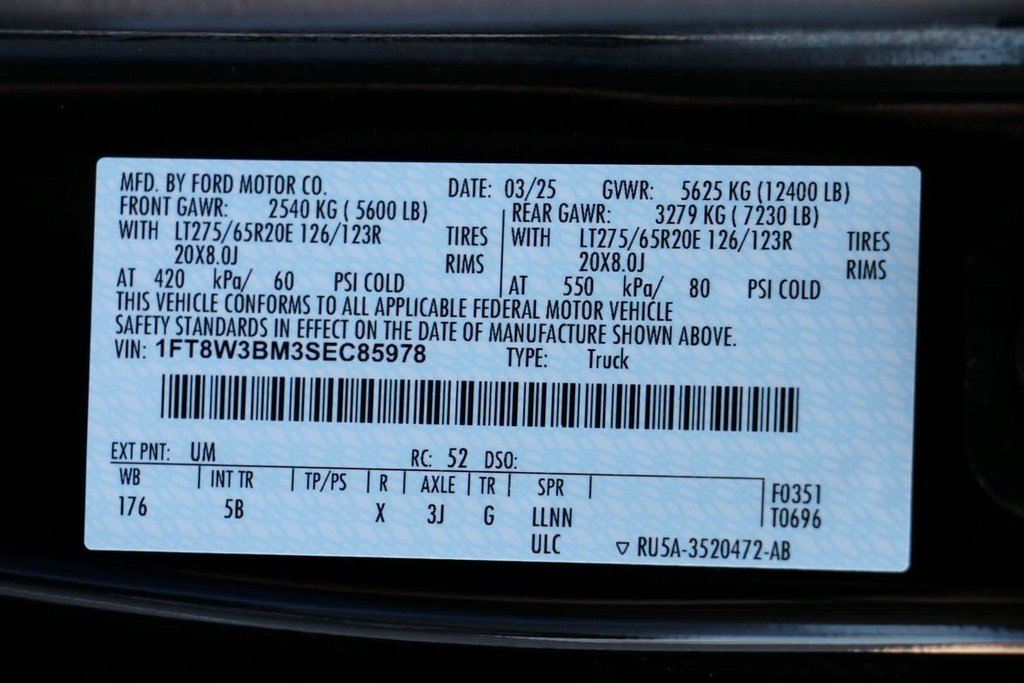 MFD. BY FORD MOTOR CO. DATE: 03/25 GVWR: 5625 KG (12400 LB)
FRONT GAWR: 2540 KG ( 5600 LB) REAR GAWR: 3279 KG ( 7230 LB)
WITH LT275/65R20E 126/123R TIRES WITH LT275/65R20E 126/123R TIRES
20X8.0J RIMS 20X8.0J RIMS
AT 420 kPa/ 60 PSI COLD AT 550 kPa/ 80 PSI COLD
THIS VEHICLE CONFORMS TO ALL APPLICABLE FEDERAL MOTOR VEHICLE
SAFETY STANDARDS IN EFFECT ON THE DATE OF MANUFACTURE SHOWN ABOVE.
VIN: 1FT8W3BM3SEC85978 TYPE: Truck
EXT PNT: UM RC: 52 DSO:
WB INT TR TP/PS R AXLE TR SPR F0351
176 5B X 3J G LLNN T0696
ULC ▽ RU5A-3520472-AB